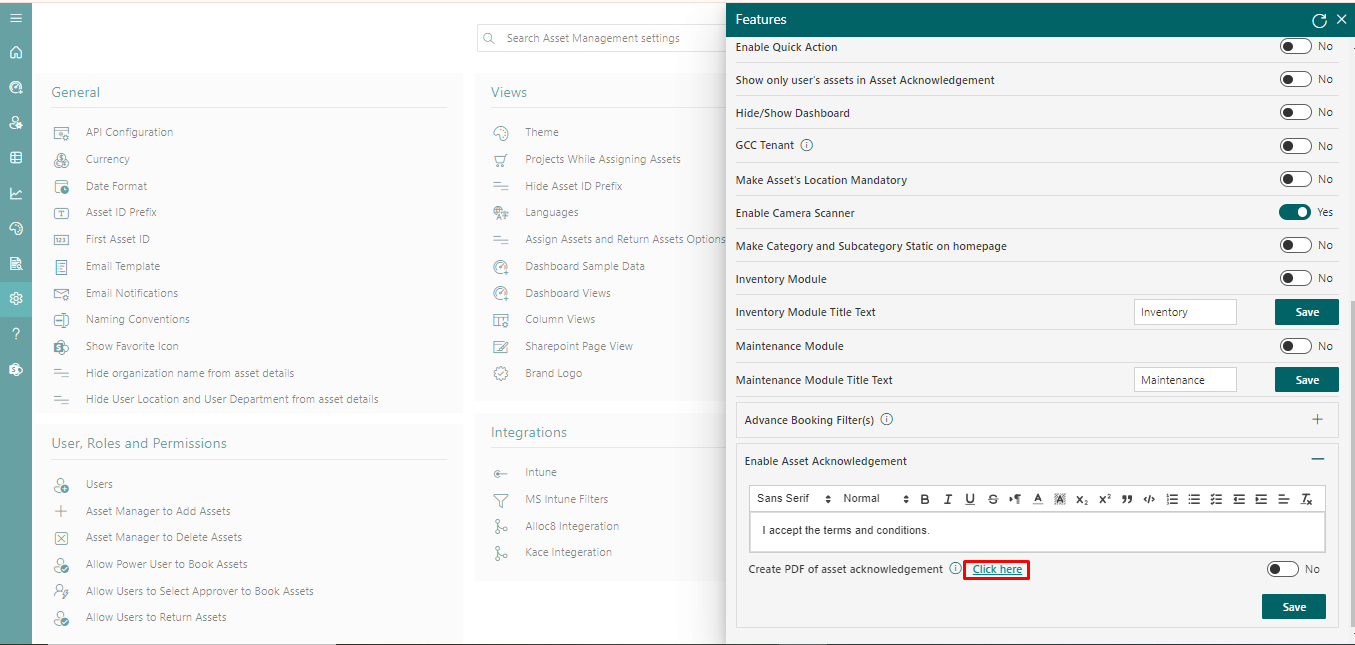 Search Asset Management settings
General
API Configuration
Currency
Date Format
Asset ID Prefix
First Asset ID
Email Template
Email Notifications
Naming Conventions
Show Favorite Icon
Hide organization name from asset details
Hide User Location and User Department from asset details
User, Roles and Permissions
Users
Asset Manager to Add Assets
Asset Manager to Delete Assets
Allow Power User to Book Assets
Allow Users to Select Approver to Book Assets
Allow Users to Return Assets
Views
Theme
Projects While Assigning Assets
Hide Asset ID Prefix
Languages
Assign Assets and Return Assets Options
Dashboard Sample Data
Dashboard Views
Column Views
Sharepoint Page View
Brand Logo
Integrations
Intune
MS Intune Filters
Alloc8 Integeration
Kace Integeration
Features
Enable Quick Action No
Show only user's assets in Asset Acknowledgement No
Hide/Show Dashboard No
GCC Tenant No
Make Asset's Location Mandatory No
Enable Camera Scanner Yes
Make Category and Subcategory Static on homepage No
Inventory Module No
Inventory Module Title Text Inventory Save
Maintenance Module No
Maintenance Module Title Text Maintenance Save
Advance Booking Filter(s)
Enable Asset Acknowledgement
Sans Serif Normal
I accept the terms and conditions.
Create PDF of asset acknowledgement Click here No
Save